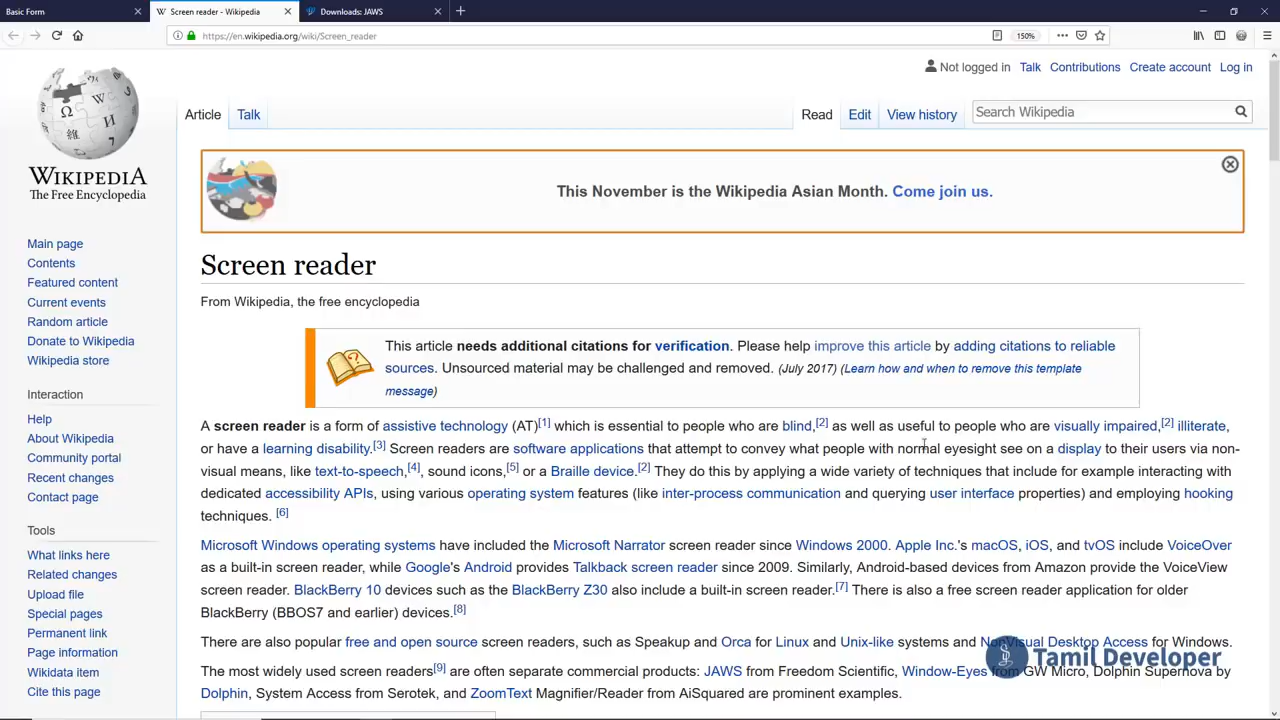 Basic Form
Screen reader - Wikipedia
Downloads: JAWS
https://en.wikipedia.org/wiki/Screen_reader
150%
Not logged in Talk Contributions Create account Log in
Article Talk
Read Edit View history
Search Wikipedia
WIKIPEDIA
The Free Encyclopedia
Main page
Contents
Featured content
Current events
Random article
Donate to Wikipedia
Wikipedia store
Interaction
Help
About Wikipedia
Community portal
Recent changes
Contact page
Tools
What links here
Related changes
Upload file
Special pages
Permanent link
Page information
Wikidata item
Cite this page
This November is the Wikipedia Asian Month. Come join us.
Screen reader
From Wikipedia, the free encyclopedia
This article needs additional citations for verification. Please help improve this article by adding citations to reliable
sources. Unsourced material may be challenged and removed. (July 2017) (Learn how and when to remove this template
message)
A screen reader is a form of assistive technology (AT)[1] which is essential to people who are blind,[2] as well as useful to people who are visually impaired,[2] illiterate,
or have a learning disability.[3] Screen readers are software applications that attempt to convey what people with normal eyesight see on a display to their users via non-
visual means, like text-to-speech,[4], sound icons,[5] or a Braille device.[2] They do this by applying a wide variety of techniques that include for example interacting with
dedicated accessibility APIs, using various operating system features (like inter-process communication and querying user interface properties) and employing hooking
techniques. [6]
Microsoft Windows operating systems have included the Microsoft Narrator screen reader since Windows 2000. Apple Inc.'s macOS, iOS, and tvOS include VoiceOver
as a built-in screen reader, while Google's Android provides Talkback screen reader since 2009. Similarly, Android-based devices from Amazon provide the VoiceView
screen reader. BlackBerry 10 devices such as the BlackBerry Z30 also include a built-in screen reader.[7] There is also a free screen reader application for older
BlackBerry (BBOS7 and earlier) devices.[8]
There are also popular free and open source screen readers, such as Speakup and Orca for Linux and Unix-like systems and NonVisual Desktop Access for Windows.
The most widely used screen readers[9] are often separate commercial products: JAWS from Freedom Scientific, Window-Eyes from GW Micro, Dolphin Supernova by
Dolphin, System Access from Serotek, and ZoomText Magnifier/Reader from AiSquared are prominent examples.
Tamil Developer